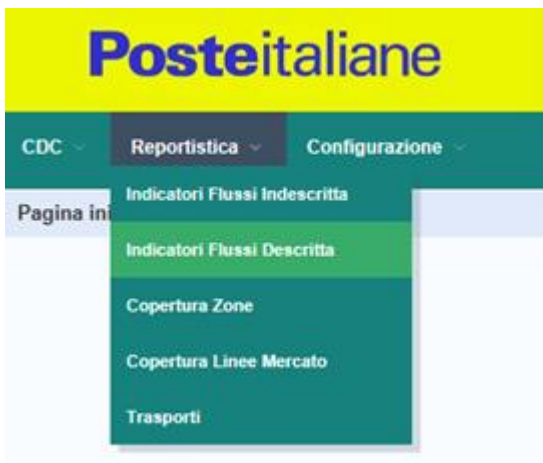 Posteitaliane
CDC Reportistica Configurazione
Indicatori Flussi Indescritta
Pagina ini
Indicatori Flussi Descritta
Copertura Zone
Copertura Linee Mercato
Trasporti